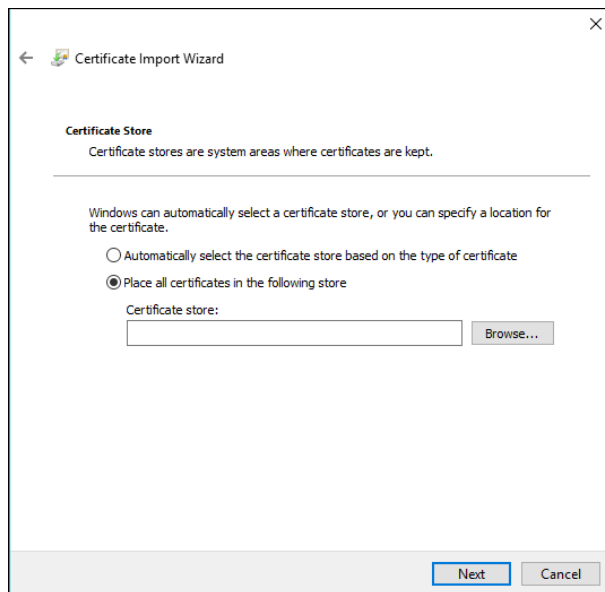 Certificate Import Wizard
Certificate Store
Certificate stores are system areas where certificates are kept.
Windows can automatically select a certificate store, or you can specify a location for
the certificate.
Automatically select the certificate store based on the type of certificate
Place all certificates in the following store
Certificate store:
Browse...
Next
Cancel